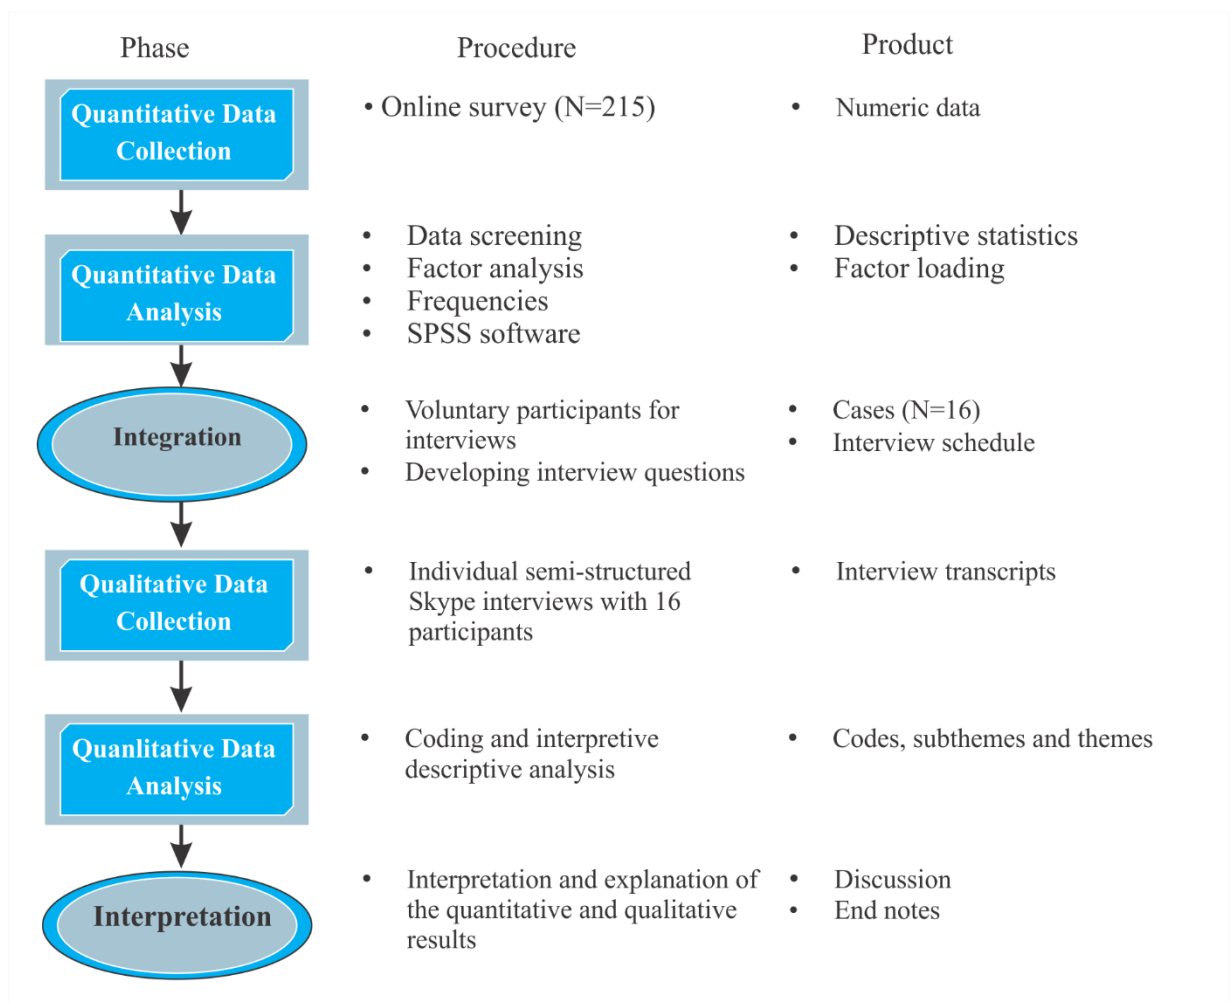 Phase Procedure Product
Quantitative Data
Collection
• Online survey (N=215)
• Numeric data
Quantitative Data
Analysis
• Data screening
• Factor analysis
• Frequencies
• SPSS software
• Descriptive statistics
• Factor loading
Integration
• Voluntary participants for
interviews
• Developing interview questions
• Cases (N=16)
• Interview schedule
Qualitative Data
Collection
• Individual semi-structured
Skype interviews with 16
participants
• Interview transcripts
Quanlitative Data
Analysis
• Coding and interpretive
descriptive analysis
• Codes, subthemes and themes
Interpretation
• Interpretation and explanation of
the quantitative and qualitative
results
• Discussion
• End notes